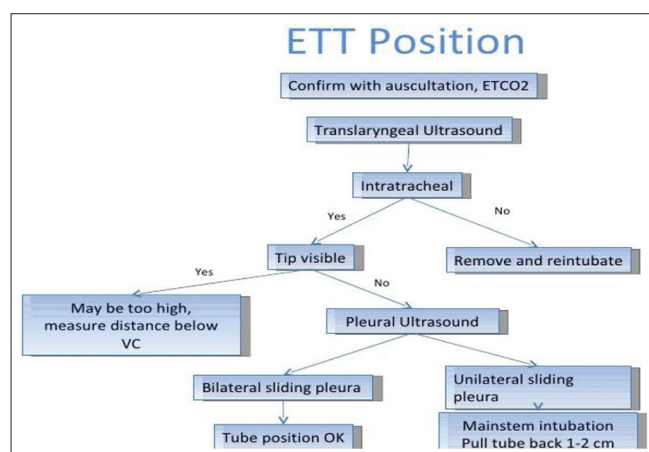 ETT Position
Confirm with auscultation, ETCO2
Translaryngeal Ultrasound
Intratracheal
Yes
No
Tip visible
Remove and reintubate
Yes
No
May be too high,
measure distance below
VC
Pleural Ultrasound
Bilateral sliding pleura
Unilateral sliding
pleura
Tube position OK
Mainstem intubation
Pull tube back 1-2 cm